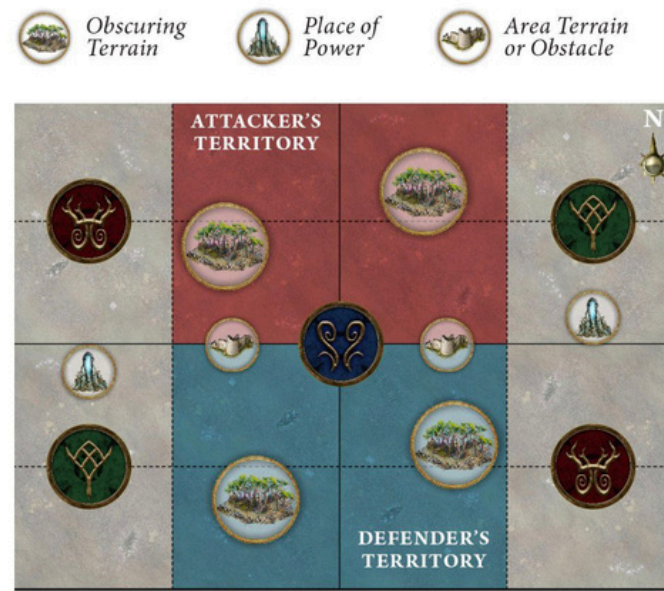 Obscuring
Terrain
Place of
Power
Area Terrain
or Obstacle
ATTACKER'S
TERRITORY
N
DEFENDER'S
TERRITORY